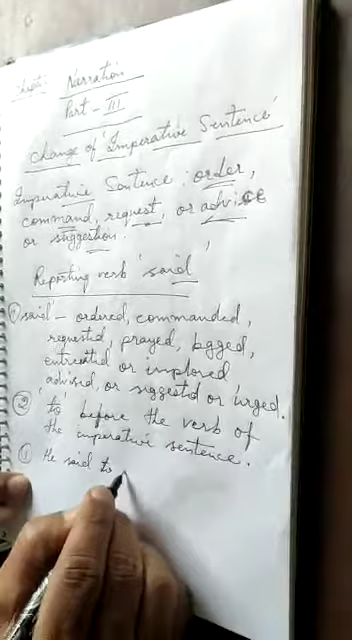 Chapter: Narration
Part - III
Change of 'Imperative Sentence'
Imperative Sentence : order,
command, request, or advice
or suggestion.
Reporting verb 'said'
① 'said' - ordered, commanded,
requested, prayed, begged,
entreated or implored
advised, or suggested or urged.
② 'to' before the verb of
the imperative sentence.
① He said to